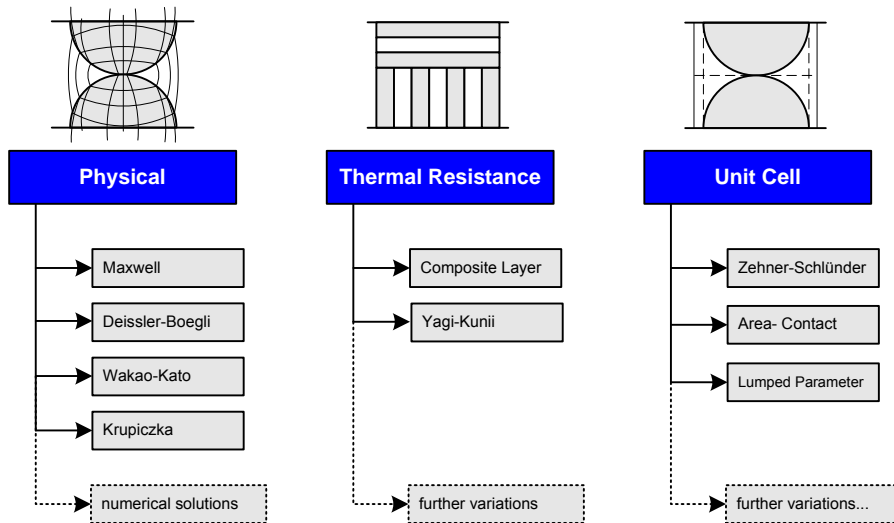 Physical
Maxwell
Deissler-Boegli
Wakao-Kato
Krupiczka
numerical solutions
Thermal Resistance
Composite Layer
Yagi-Kunii
further variations
Unit Cell
Zehner-Schlünder
Area- Contact
Lumped Parameter
further variations...